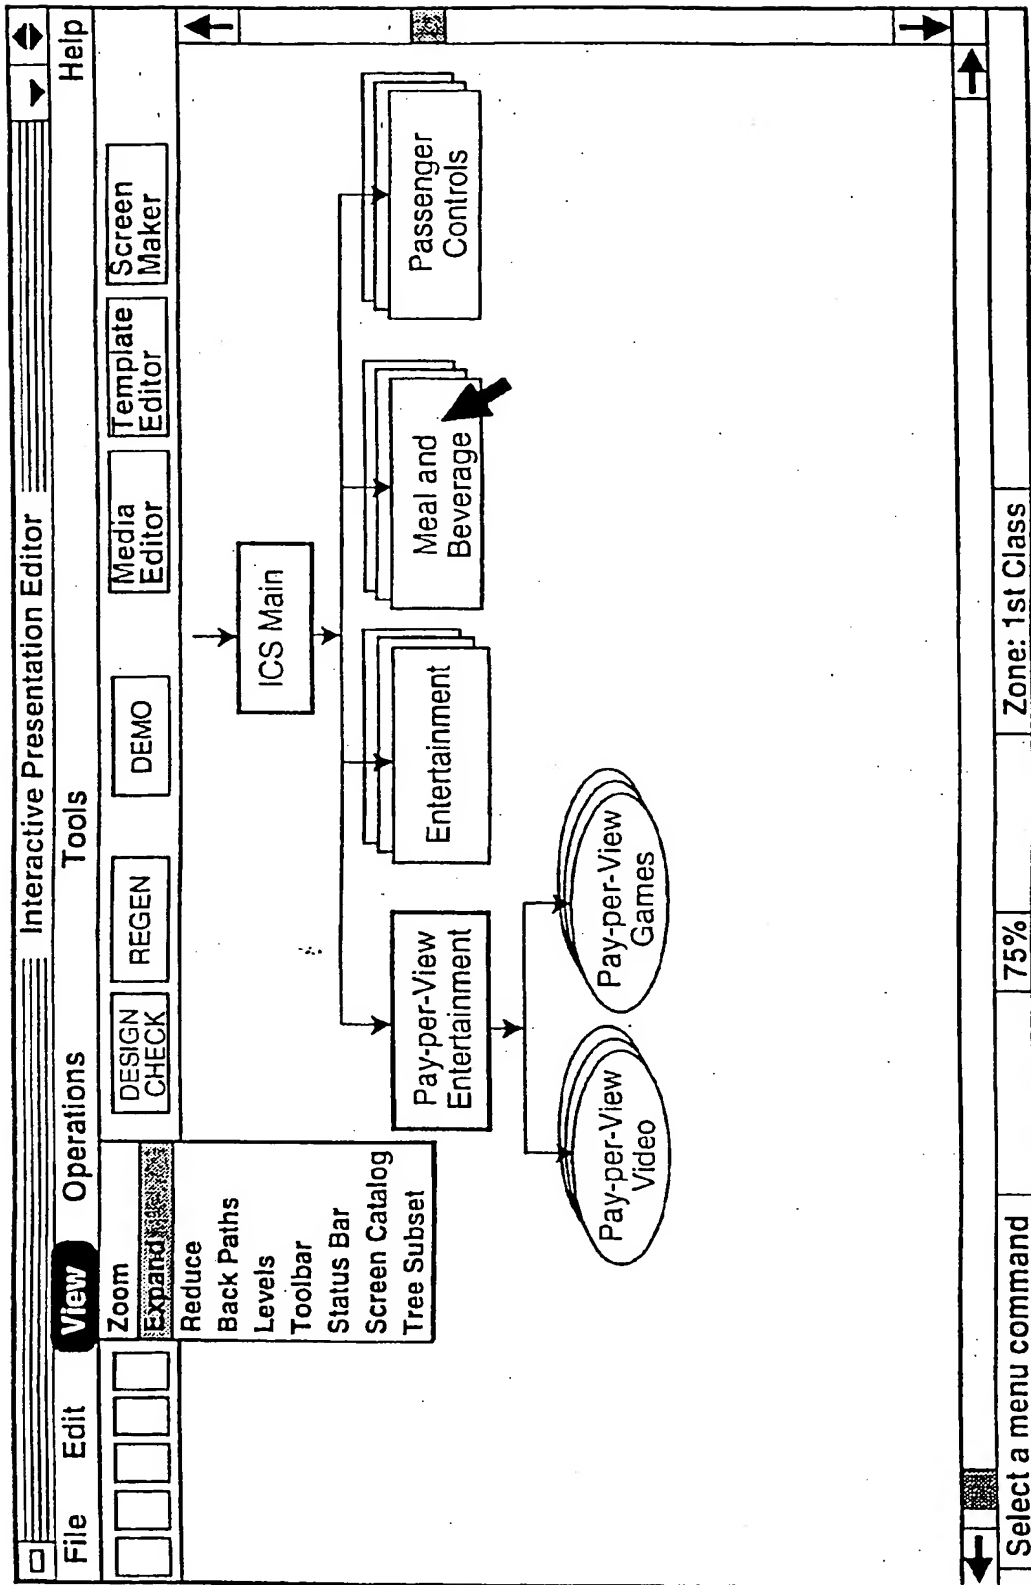 Interactive Presentation Editor
File Edit View Operations Tools Help
DESIGN
CHECK
REGEN
DEMO
Media
Editor
Template
Editor
Screen
Maker
Zoom
Expand
Reduce
Back Paths
Levels
Toolbar
Status Bar
Screen Catalog
Tree Subset
ICS Main
Pay-per-View
Entertainment
Entertainment
Meal and
Beverage
Passenger
Controls
Pay-per-View
Video
Pay-per-View
Games
Select a menu command
75%
Zone: 1st Class